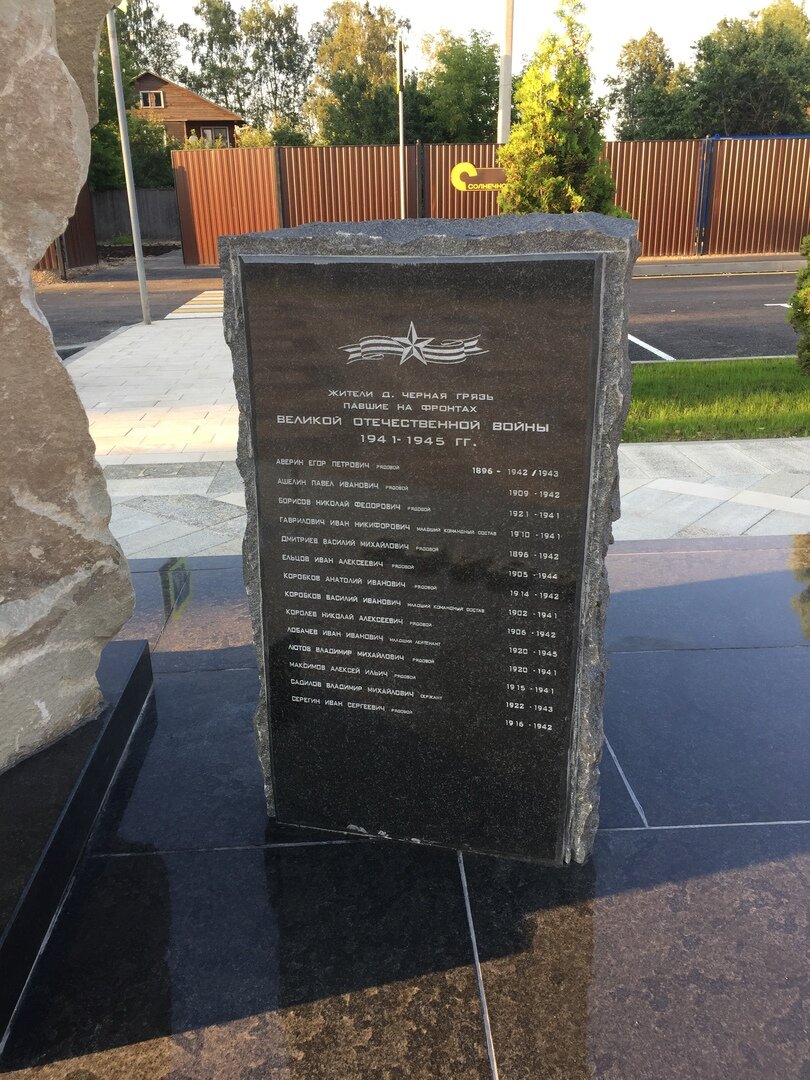 СОЛНЕЧНО
ЖИТЕЛИ Д. ЧЕРНАЯ ГРЯЗЬ
ПАВШИЕ НА ФРОНТАХ
ВЕЛИКОЙ ОТЕЧЕСТВЕННОЙ ВОЙНЫ
1941-1945 ГГ.
АВЕРИН ЕГОР ПЕТРОВИЧ РЯДОВОЙ 1896 - 1942/1943
АШЕЛИН ПАВЕЛ ИВАНОВИЧ РЯДОВОЙ 1909 - 1942
БОРИСОВ НИКОЛАЙ ФЕДОРОВИЧ РЯДОВОЙ 1921 - 1941
ГАВРИЛОВИЧ ИВАН НИКИФОРОВИЧ МЛАДШИЙ КОМАНДНЫЙ СОСТАВ 1910 - 1941
ДМИТРИЕВ ВАСИЛИЙ МИХАЙЛОВИЧ РЯДОВОЙ 1896 - 1942
ЕЛЬЦОВ ИВАН АЛЕКСЕЕВИЧ РЯДОВОЙ 1905 - 1944
КОРОБКОВ АНАТОЛИЙ ИВАНОВИЧ РЯДОВОЙ 1914 - 1942
КОРОБКОВ ВАСИЛИЙ ИВАНОВИЧ МЛАДШИЙ КОМАНДНЫЙ СОСТАВ 1902 - 1941
КОРОЛЕВ НИКОЛАЙ АЛЕКСЕЕВИЧ РЯДОВОЙ 1906 - 1942
ЛОБАЧЕВ ИВАН ИВАНОВИЧ МЛАДШИЙ ЛЕЙТЕНАНТ 1920 - 1945
ЛЮТОВ ВЛАДИМИР МИХАЙЛОВИЧ РЯДОВОЙ 1920 - 1941
МАКСИМОВ АЛЕКСЕЙ ИЛЬИЧ РЯДОВОЙ 1915 - 1941
САДИЛОВ ВЛАДИМИР МИХАЙЛОВИЧ СЕРЖАНТ 1922 - 1943
СЕРЕГИН ИВАН СЕРГЕЕВИЧ РЯДОВОЙ 1916 - 1942